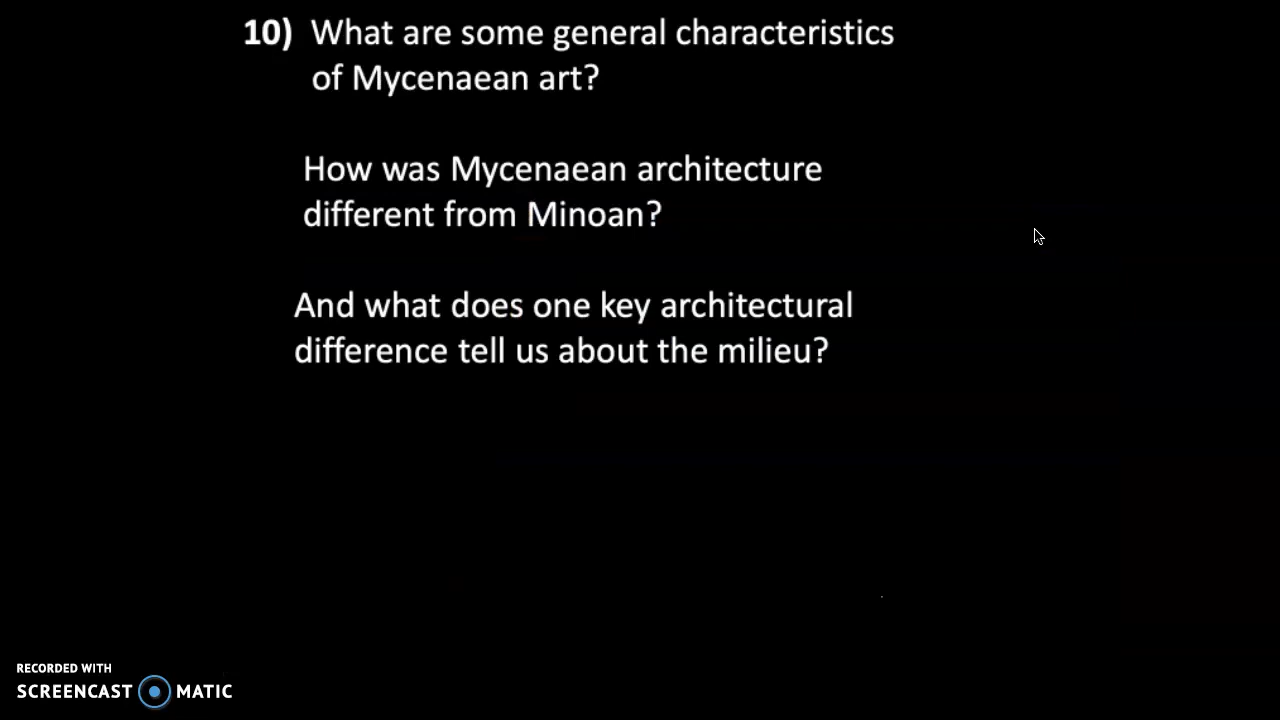 10) What are some general characteristics
of Mycenaean art?
How was Mycenaean architecture
different from Minoan?
And what does one key architectural
difference tell us about the milieu?
RECORDED WITH
SCREENCAST MATIC